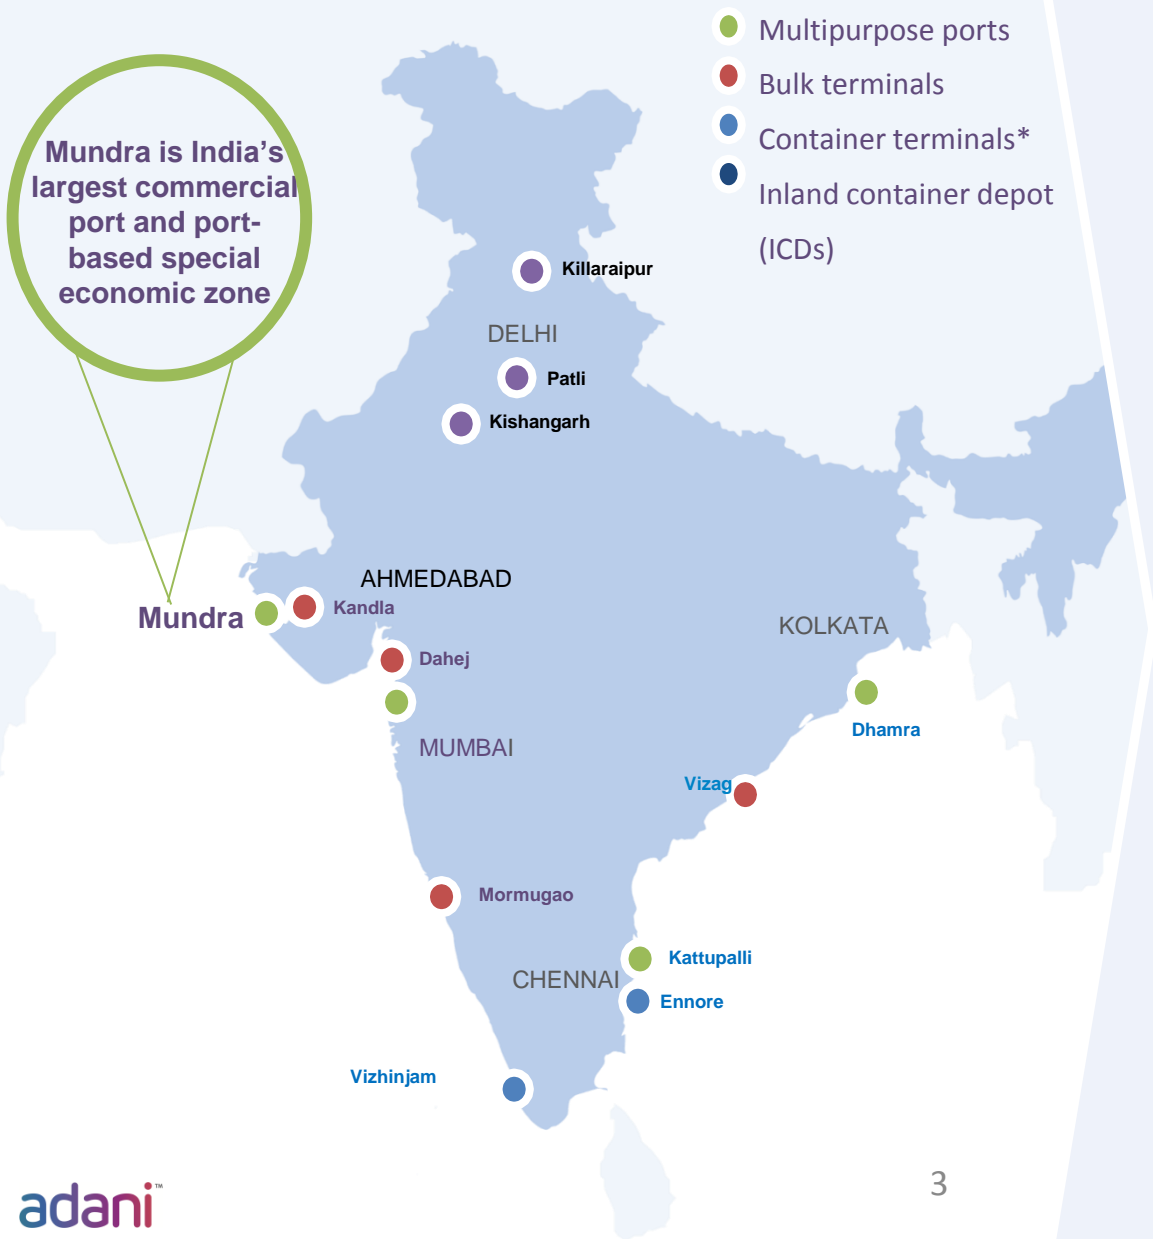 Multipurpose ports
Bulk terminals
Container terminals*
Inland container depot
(ICDs)
Mundra is India's
largest commercial
port and port-
based special
economic zone
Killaraipur
DELHI
Patli
Kishangarh
AHMEDABAD
Mundra
Kandla
KOLKATA
Dahej
MUMBAI
Dhamra
Vizag
Mormugao
Kattupalli
CHENNAI
Ennore
Vizhinjam
adani™
3